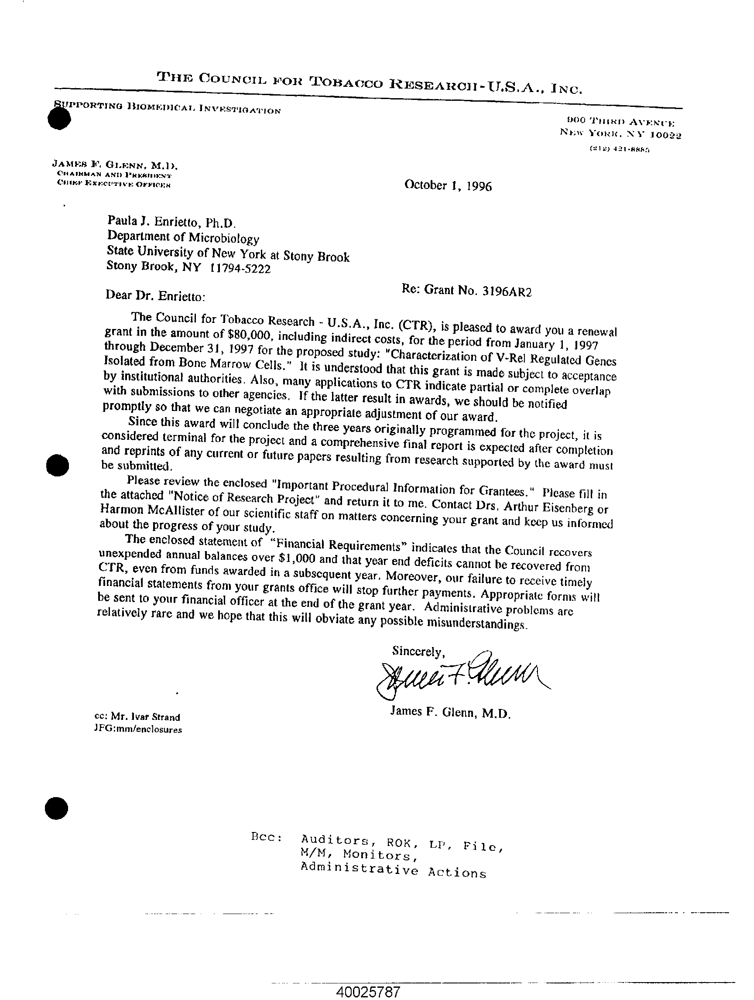 THE COUNCIL FOR TOBACCO RESEARCH-U.S.A., INC.
SUPPORTING BIOMEDICAL INVESTIGATION
900 THIRD AVENUE
NEW YORK, NY 10022
(212) 421-8885
JAMES F. GLENN, M.D.
CHAIRMAN AND PRESIDENT
CHIEF EXECUTIVE OFFICER
October 1, 1996
Paula J. Enrietto, Ph.D.
Department of Microbiology
State University of New York at Stony Brook
Stony Brook, NY 11794-5222
Re: Grant No. 3196AR2
Dear Dr. Enrietto:
The Council for Tobacco Research - U.S.A., Inc. (CTR), is pleased to award you a renewal
grant in the amount of $80,000, including indirect costs, for the period from January 1, 1997
through December 31, 1997 for the proposed study: "Characterization of V-Rel Regulated Genes
Isolated from Bone Marrow Cells." It is understood that this grant is made subject to acceptance
by institutional authorities. Also, many applications to CTR indicate partial or complete overlap
with submissions to other agencies. If the latter result in awards, we should be notified
promptly so that we can negotiate an appropriate adjustment of our award.
Since this award will conclude the three years originally programmed for the project, it is
considered terminal for the project and a comprehensive final report is expected after completion
and reprints of any current or future papers resulting from research supported by the award must
be submitted.
Please review the enclosed "Important Procedural Information for Grantees." Please fill in
the attached "Notice of Research Project" and return it to me. Contact Drs. Arthur Eisenberg or
Harmon McAllister of our scientific staff on matters concerning your grant and keep us informed
about the progress of your study.
The enclosed statement of "Financial Requirements" indicates that the Council recovers
unexpended annual balances over $1,000 and that year end deficits cannot be recovered from
CTR, even from funds awarded in a subsequent year. Moreover, our failure to receive timely
financial statements from your grants office will stop further payments. Appropriate forms will
be sent to your financial officer at the end of the grant year. Administrative problems are
relatively rare and we hope that this will obviate any possible misunderstandings.
Sincerely,
James F. Glenn
James F. Glenn, M.D.
cc: Mr. Ivar Strand
JFG:mm/enclosures
Bcc: Auditors, ROK, LP, File,
M/M, Monitors,
Administrative Actions
40025787